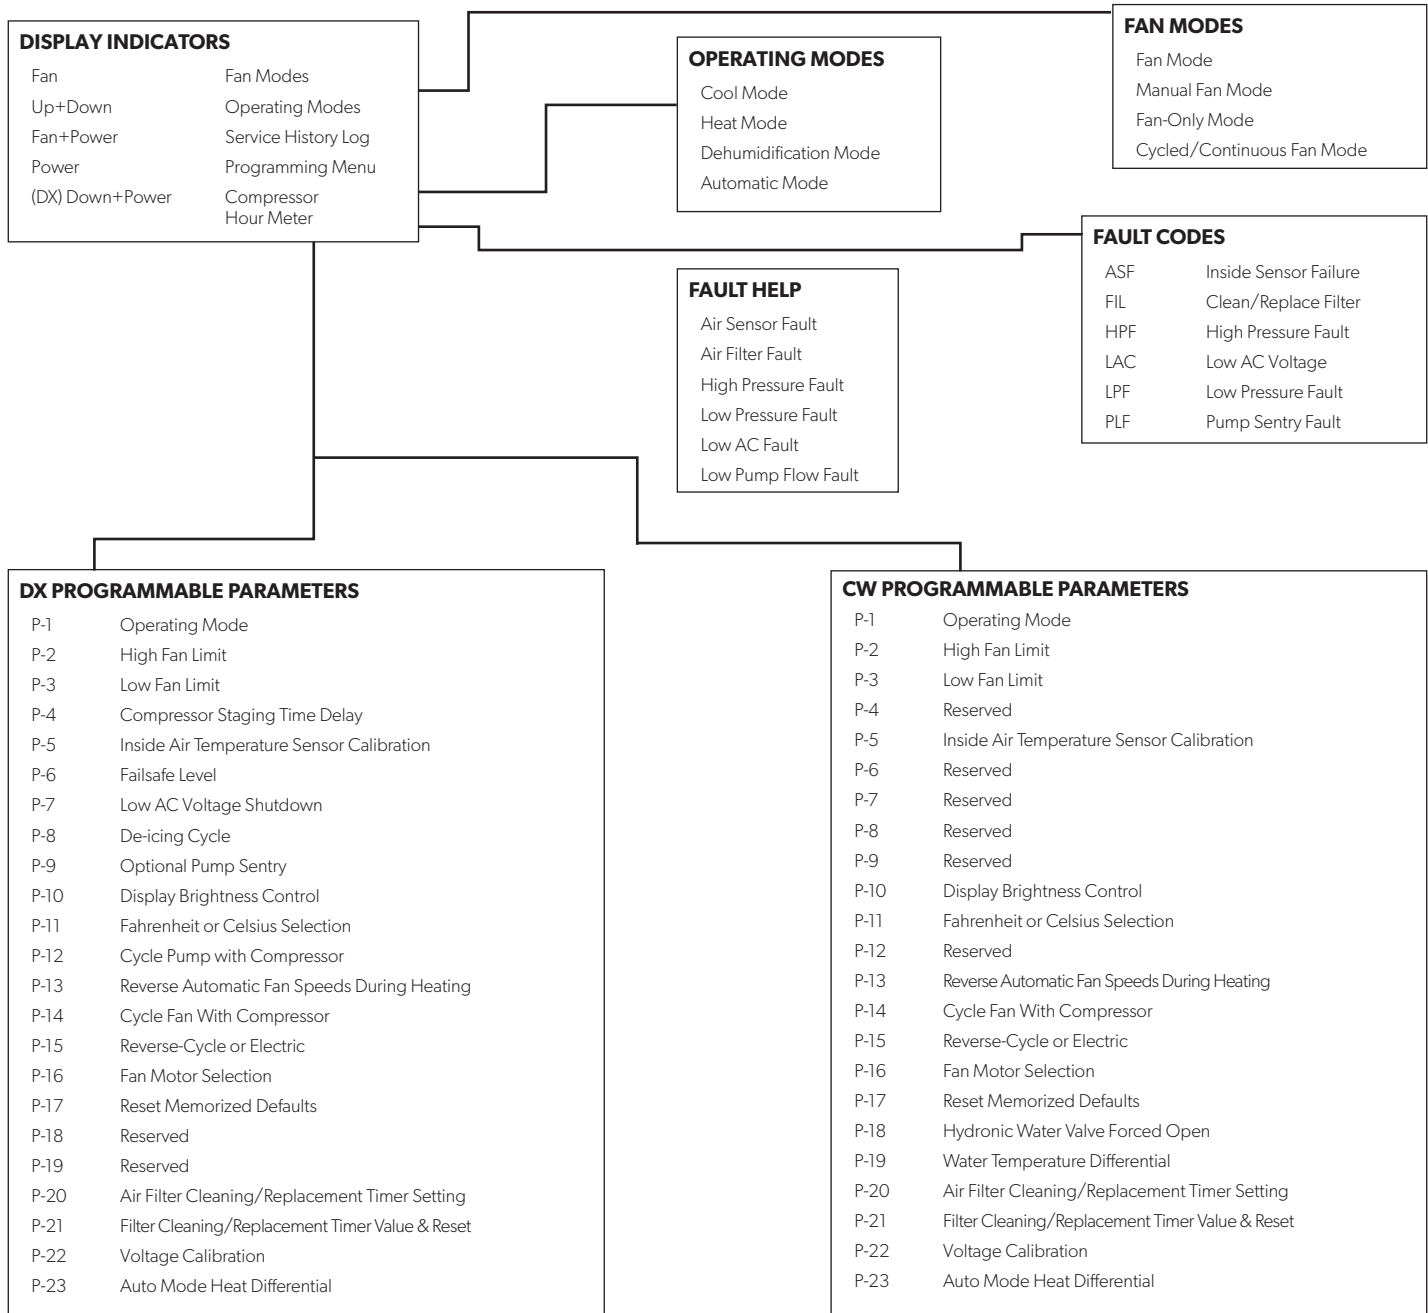 DISPLAY INDICATORS
Fan Fan Modes
Up+Down Operating Modes
Fan+Power Service History Log
Power Programming Menu
(DX) Down+Power Compressor
Hour Meter
OPERATING MODES
Cool Mode
Heat Mode
Dehumidification Mode
Automatic Mode
FAN MODES
Fan Mode
Manual Fan Mode
Fan-Only Mode
Cycled/Continuous Fan Mode
FAULT HELP
Air Sensor Fault
Air Filter Fault
High Pressure Fault
Low Pressure Fault
Low AC Fault
Low Pump Flow Fault
FAULT CODES
ASF Inside Sensor Failure
FIL Clean/Replace Filter
HPF High Pressure Fault
LAC Low AC Voltage
LPF Low Pressure Fault
PLF Pump Sentry Fault
DX PROGRAMMABLE PARAMETERS
P-1 Operating Mode
P-2 High Fan Limit
P-3 Low Fan Limit
P-4 Compressor Staging Time Delay
P-5 Inside Air Temperature Sensor Calibration
P-6 Failsafe Level
P-7 Low AC Voltage Shutdown
P-8 De-icing Cycle
P-9 Optional Pump Sentry
P-10 Display Brightness Control
P-11 Fahrenheit or Celsius Selection
P-12 Cycle Pump with Compressor
P-13 Reverse Automatic Fan Speeds During Heating
P-14 Cycle Fan With Compressor
P-15 Reverse-Cycle or Electric
P-16 Fan Motor Selection
P-17 Reset Memorized Defaults
P-18 Reserved
P-19 Reserved
P-20 Air Filter Cleaning/Replacement Timer Setting
P-21 Filter Cleaning/Replacement Timer Value & Reset
P-22 Voltage Calibration
P-23 Auto Mode Heat Differential
CW PROGRAMMABLE PARAMETERS
P-1 Operating Mode
P-2 High Fan Limit
P-3 Low Fan Limit
P-4 Reserved
P-5 Inside Air Temperature Sensor Calibration
P-6 Reserved
P-7 Reserved
P-8 Reserved
P-9 Reserved
P-10 Display Brightness Control
P-11 Fahrenheit or Celsius Selection
P-12 Reserved
P-13 Reverse Automatic Fan Speeds During Heating
P-14 Cycle Fan With Compressor
P-15 Reverse-Cycle or Electric
P-16 Fan Motor Selection
P-17 Reset Memorized Defaults
P-18 Hydronic Water Valve Forced Open
P-19 Water Temperature Differential
P-20 Air Filter Cleaning/Replacement Timer Setting
P-21 Filter Cleaning/Replacement Timer Value & Reset
P-22 Voltage Calibration
P-23 Auto Mode Heat Differential